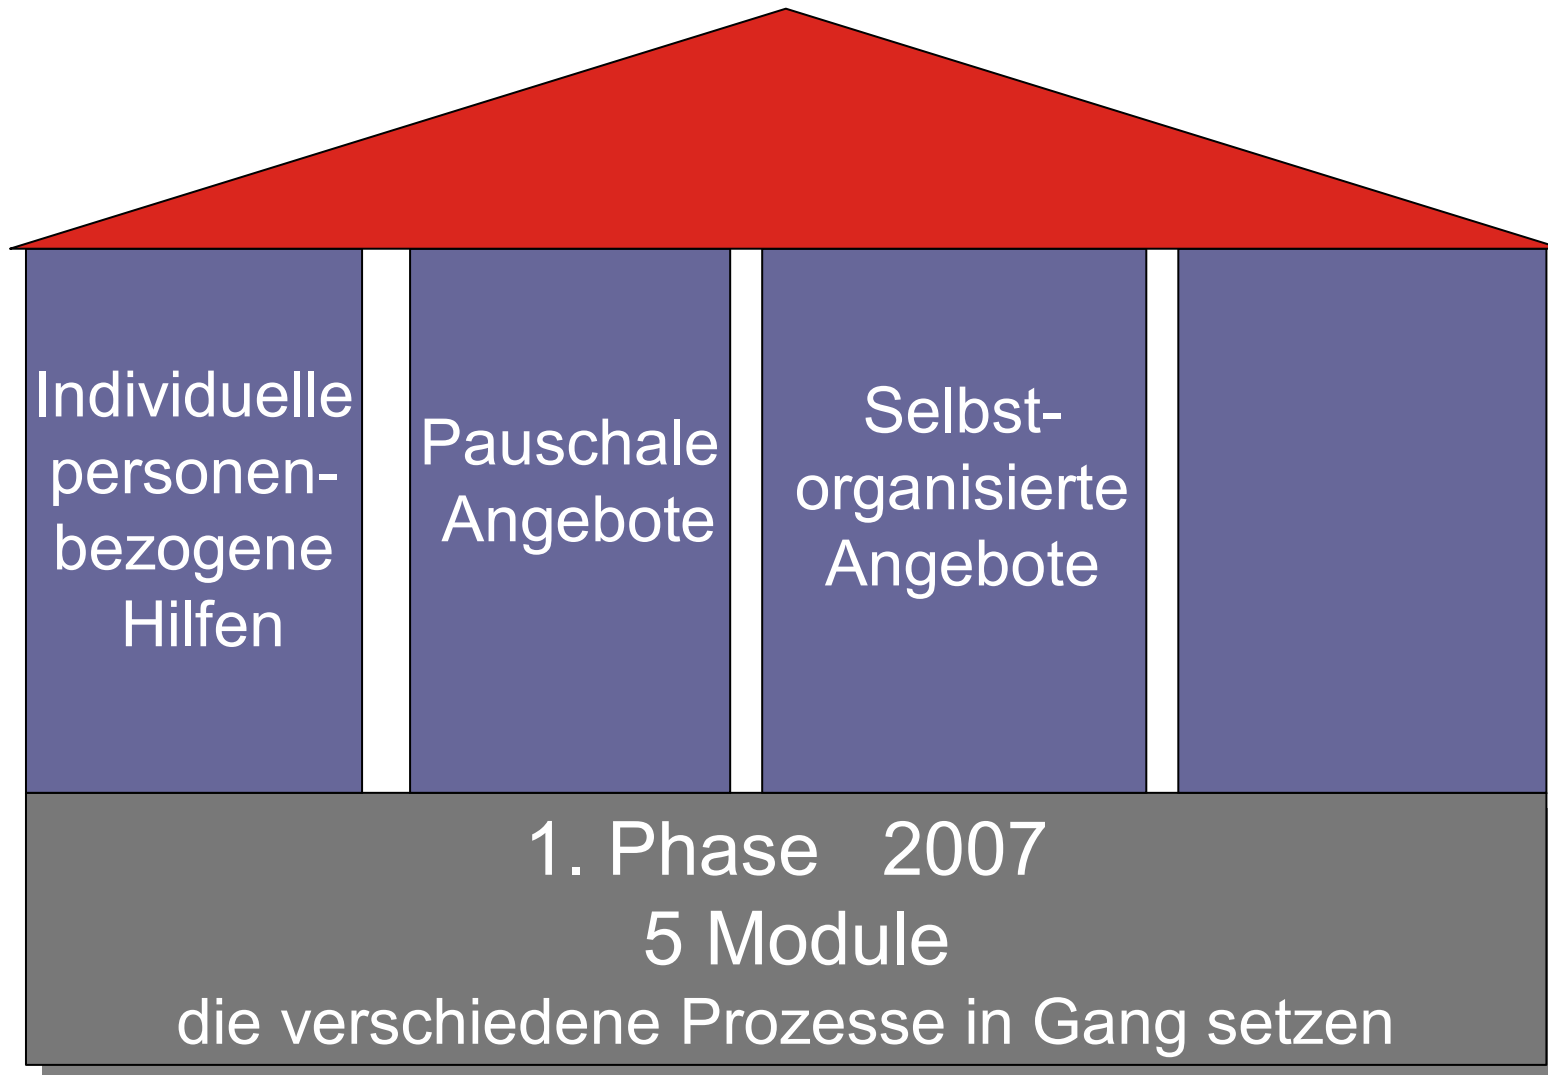 Individuelle
personen-
bezogene
Hilfen
Pauschale
Angebote
Selbst-
organisierte
Angebote
1. Phase 2007
5 Module
die verschiedene Prozesse in Gang setzen